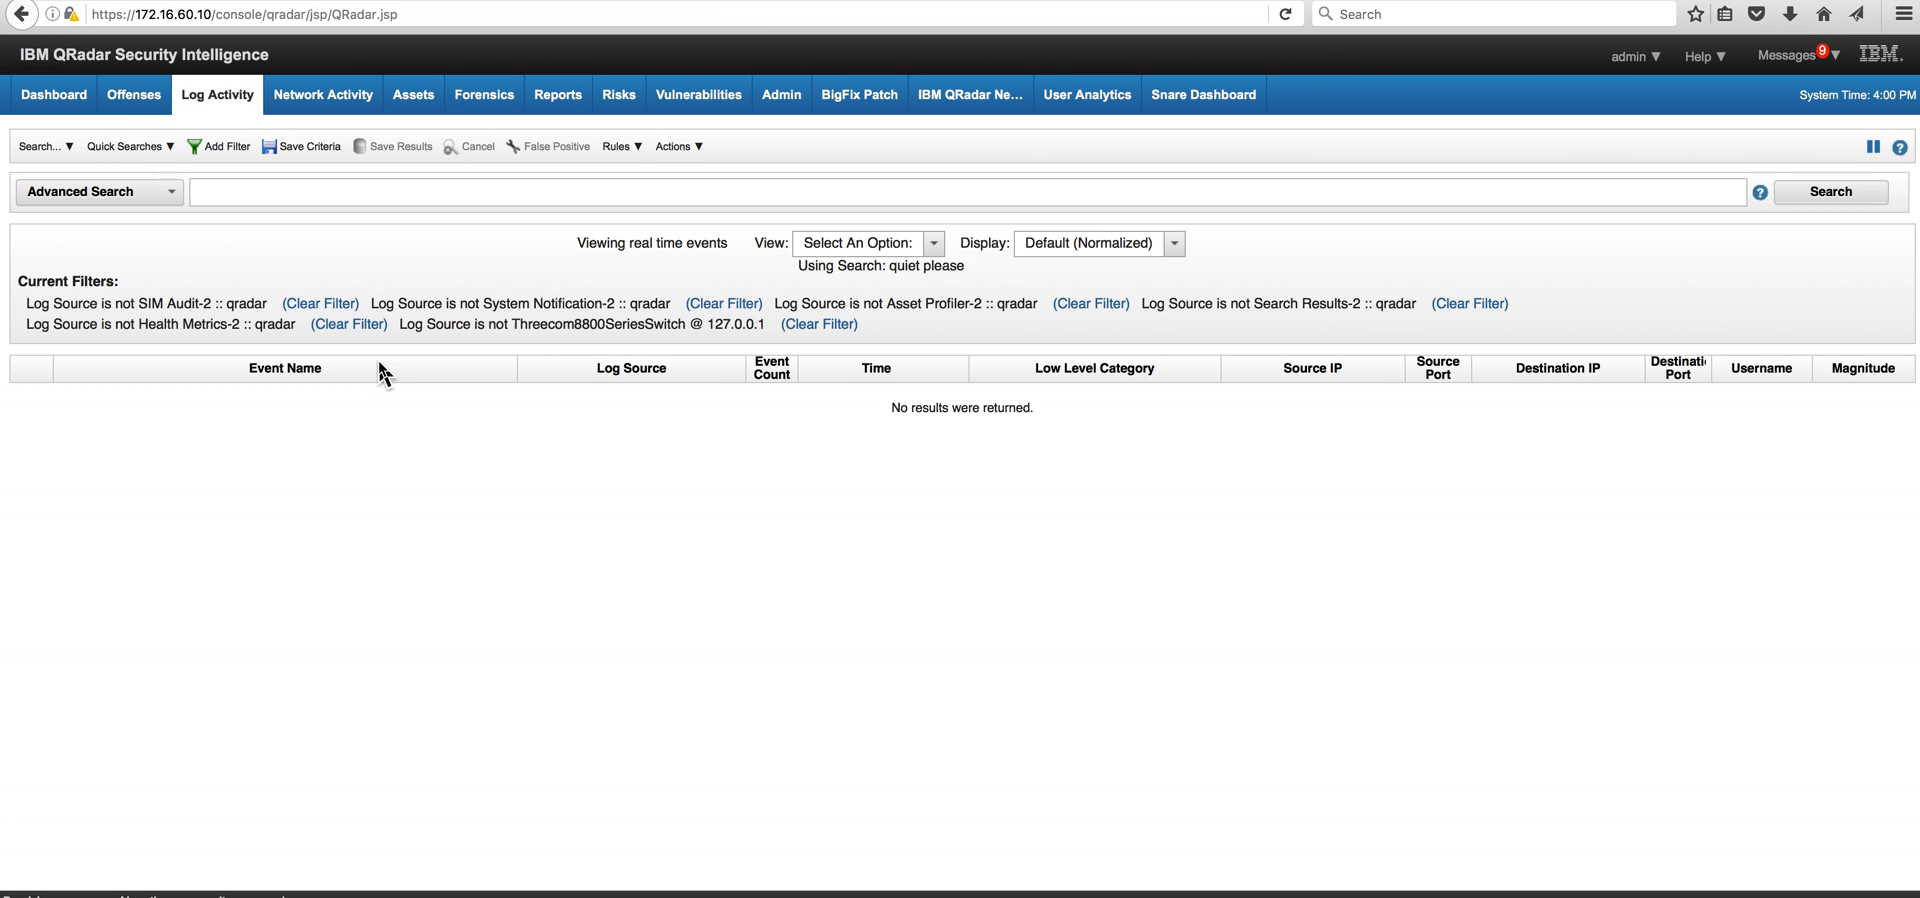 https://172.16.60.10/console/qradar/jsp/QRadar.jsp Search
IBM QRadar Security Intelligence admin ▼ Help ▼ Messages 9 ▼ IBM.
Dashboard Offenses Log Activity Network Activity Assets Forensics Reports Risks Vulnerabilities Admin BigFix Patch IBM QRadar Ne... User Analytics Snare Dashboard System Time: 4:00 PM
Search... ▼ Quick Searches ▼ Add Filter Save Criteria Save Results Cancel False Positive Rules ▼ Actions ▼ ?
Advanced Search ? Search
Viewing real time events View: Select An Option: Display: Default (Normalized)
Using Search: quiet please
Current Filters:
Log Source is not SIM Audit-2 :: qradar (Clear Filter) Log Source is not System Notification-2 :: qradar (Clear Filter) Log Source is not Asset Profiler-2 :: qradar (Clear Filter) Log Source is not Search Results-2 :: qradar (Clear Filter)
Log Source is not Health Metrics-2 :: qradar (Clear Filter) Log Source is not Threecom8800SeriesSwitch @ 127.0.0.1 (Clear Filter)
Event Name Log Source Event Count Time Low Level Category Source IP Source Port Destination IP Destinati Port Username Magnitude
No results were returned.